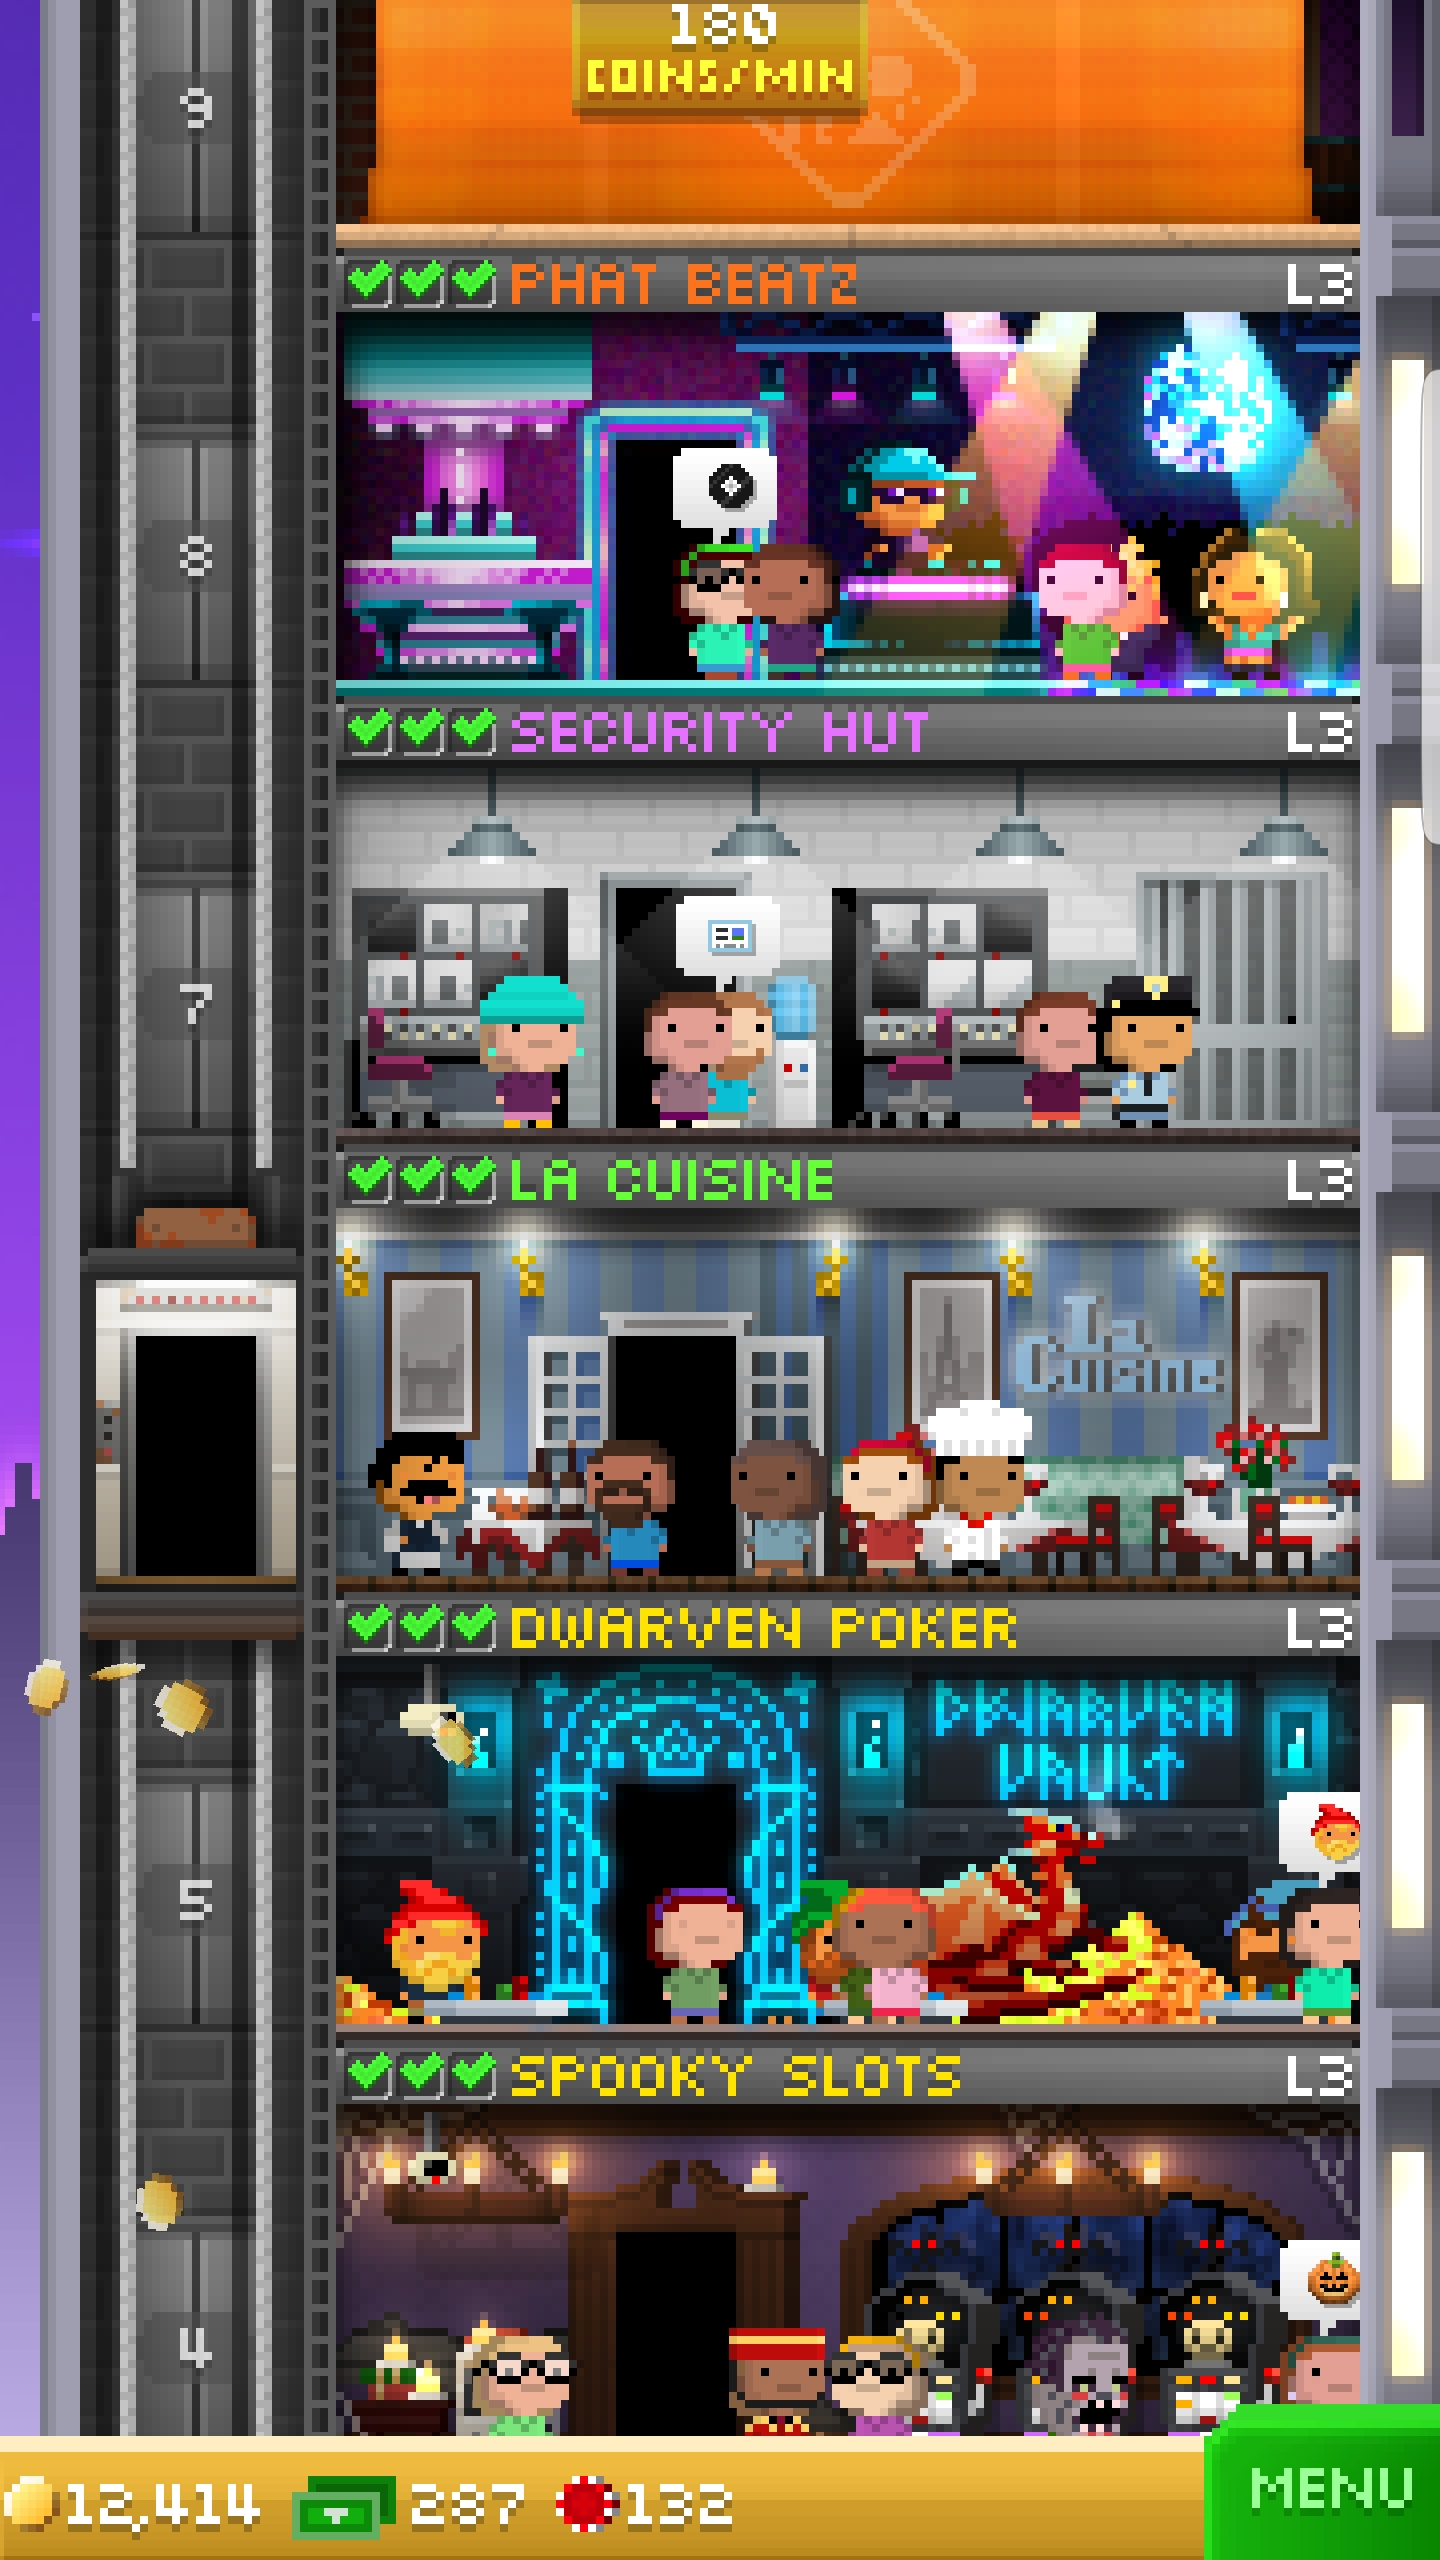 180
COINS/MIN
9
PHAT BEATZ L3
8
SECURITY HUT L3
7
LA CUISINE L3
La
Cuisine
DWARVEN POKER L3
DWARVEN
VAULT
5
SPOOKY SLOTS L3
4
12,414 287 132 MENU